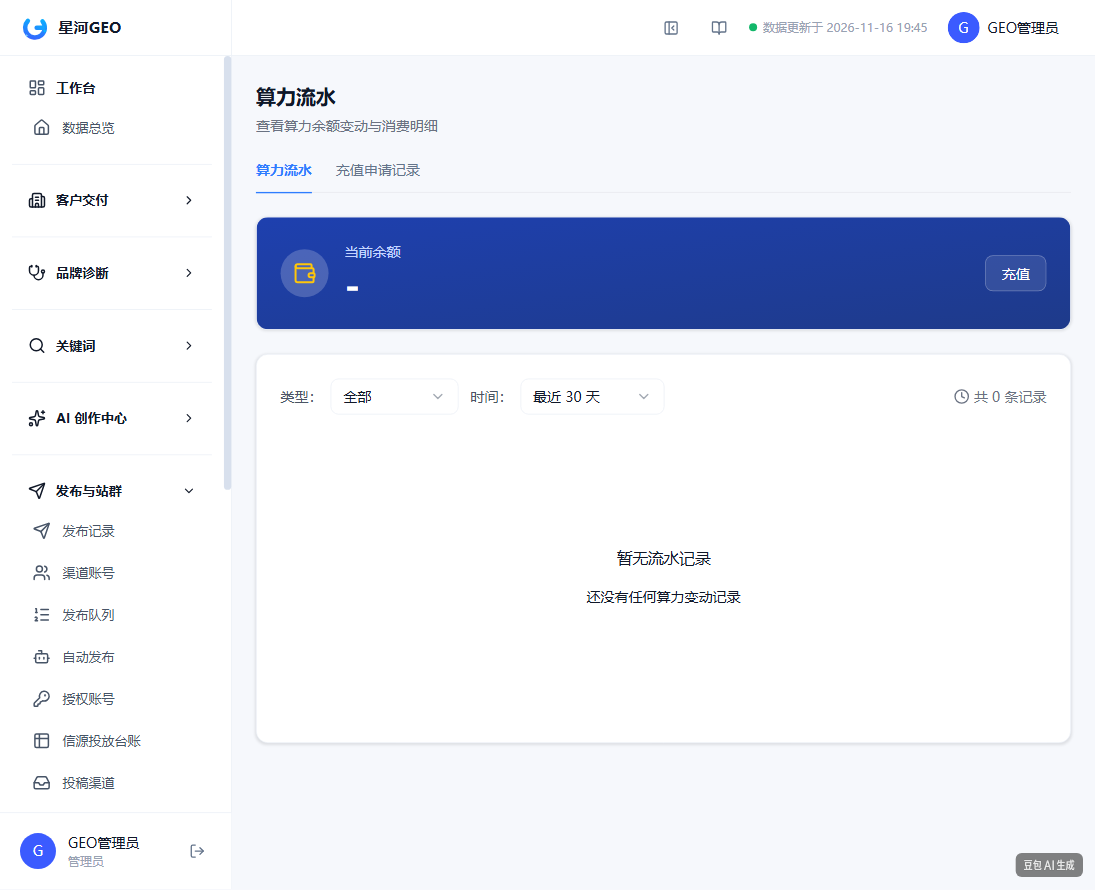 星河GEO
数据更新于 2026-11-16 19:45
G
GEO管理员
工作台
数据总览
客户交付
品牌诊断
关键词
AI 创作中心
发布与站群
发布记录
渠道账号
发布队列
自动发布
授权账号
信源投放台账
投稿渠道
G
GEO管理员
管理员
算力流水
查看算力余额变动与消费明细
算力流水
充值申请记录
当前余额
-
充值
类型：
全部
时间：
最近 30 天
共 0 条记录
暂无流水记录
还没有任何算力变动记录
豆包 AI 生成